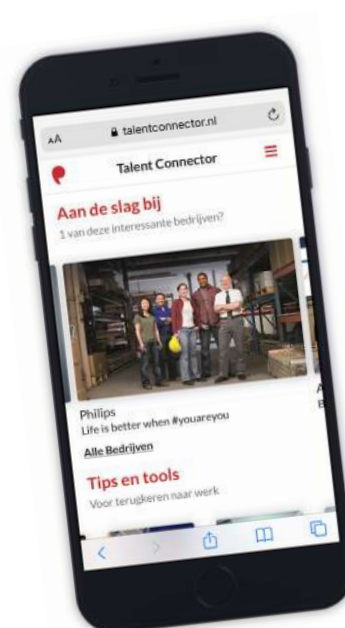 AA talentconnector.nl
Talent Connector
Aan de slag bij
1 van deze interessante bedrijven?
Philips
Life is better when #youareyou
Alle Bedrijven
Tips en tools
Voor terugkeren naar werk